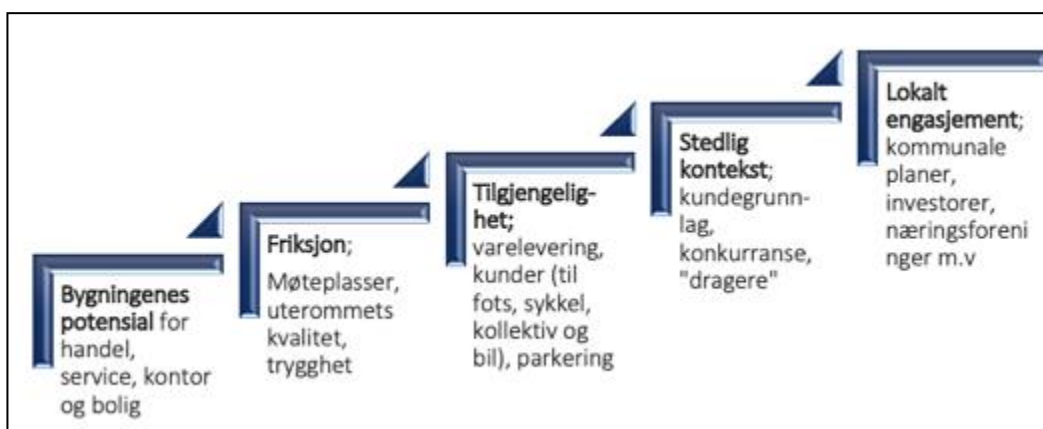 Bygningenes
potensial for
handel,
service, kontor
og bolig
Friksjon;
Møteplasser,
uterommets
kvalitet,
trygghet
Tilgjengelig-
het;
varelevering,
kunder (til
fots, sykkel,
kollektiv og
bil), parkering
Stedlig
kontekst;
kundegrunn-
lag,
konkurranse,
"dragere"
Lokalt
engasjement;
kommunale
planer,
investorer,
næringsforeni
nger m.v